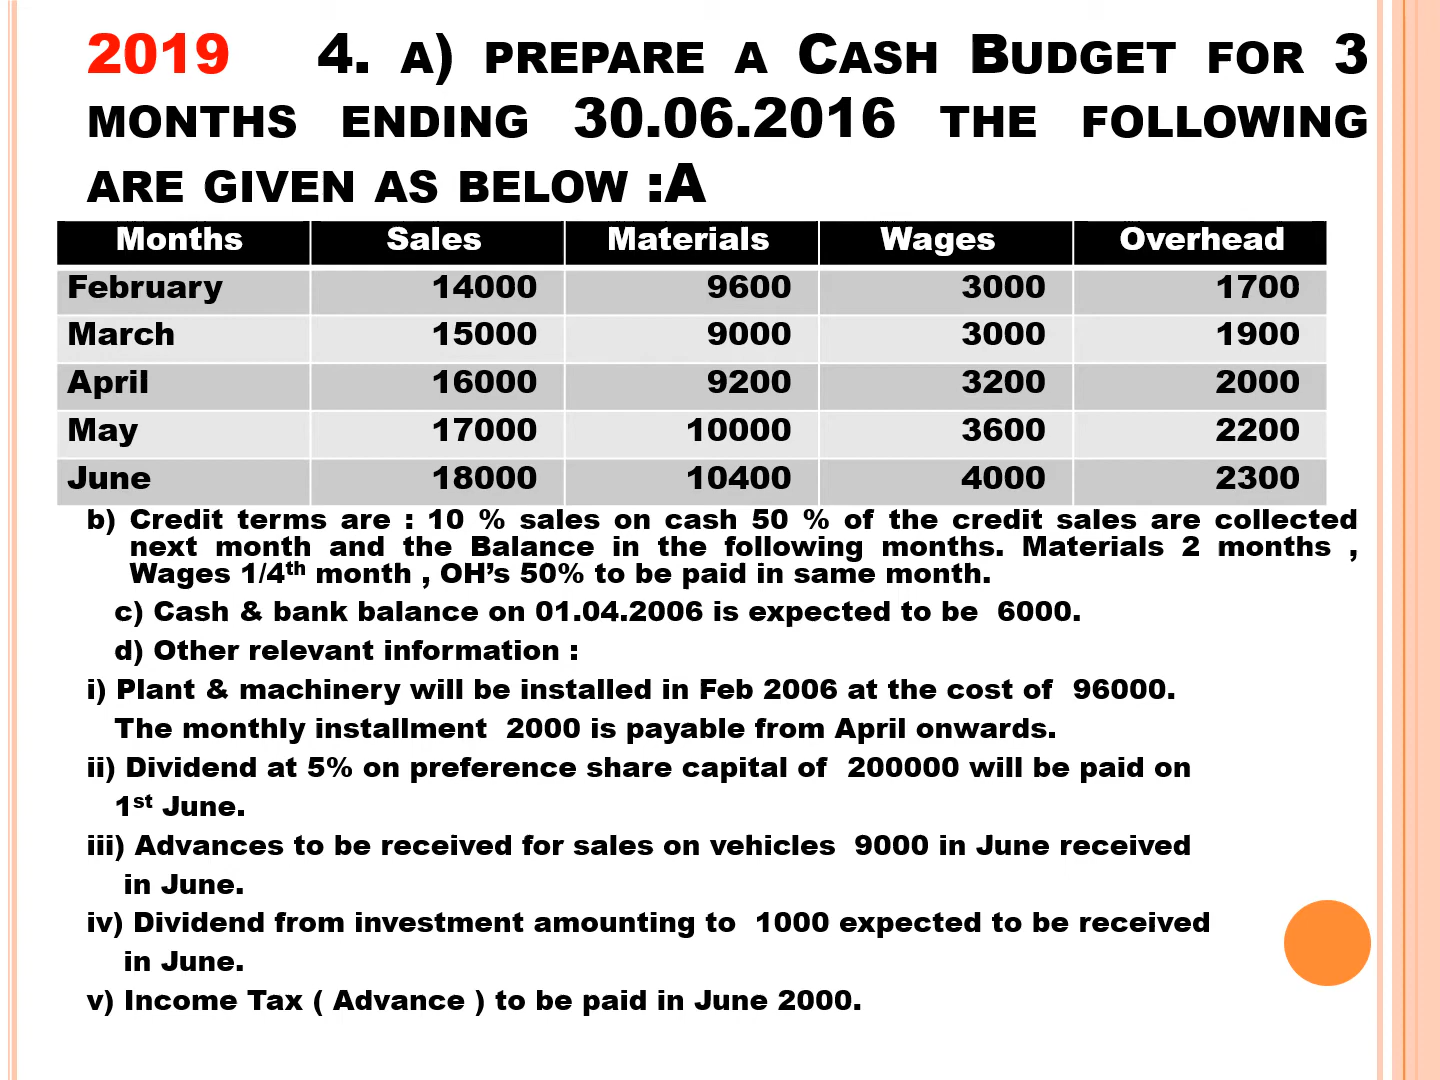 2019 4. A) PREPARE A CASH BUDGET FOR 3
MONTHS ENDING 30.06.2016 THE FOLLOWING
ARE GIVEN AS BELOW :A
Months Sales Materials Wages Overhead
February 14000 9600 3000 1700
March 15000 9000 3000 1900
April 16000 9200 3200 2000
May 17000 10000 3600 2200
June 18000 10400 4000 2300
b) Credit terms are : 10 % sales on cash 50 % of the credit sales are collected
next month and the Balance in the following months. Materials 2 months ,
Wages 1/4th month , OH’s 50% to be paid in same month.
c) Cash & bank balance on 01.04.2006 is expected to be 6000.
d) Other relevant information :
i) Plant & machinery will be installed in Feb 2006 at the cost of 96000.
The monthly installment 2000 is payable from April onwards.
ii) Dividend at 5% on preference share capital of 200000 will be paid on
1st June.
iii) Advances to be received for sales on vehicles 9000 in June received
in June.
iv) Dividend from investment amounting to 1000 expected to be received
in June.
v) Income Tax ( Advance ) to be paid in June 2000.